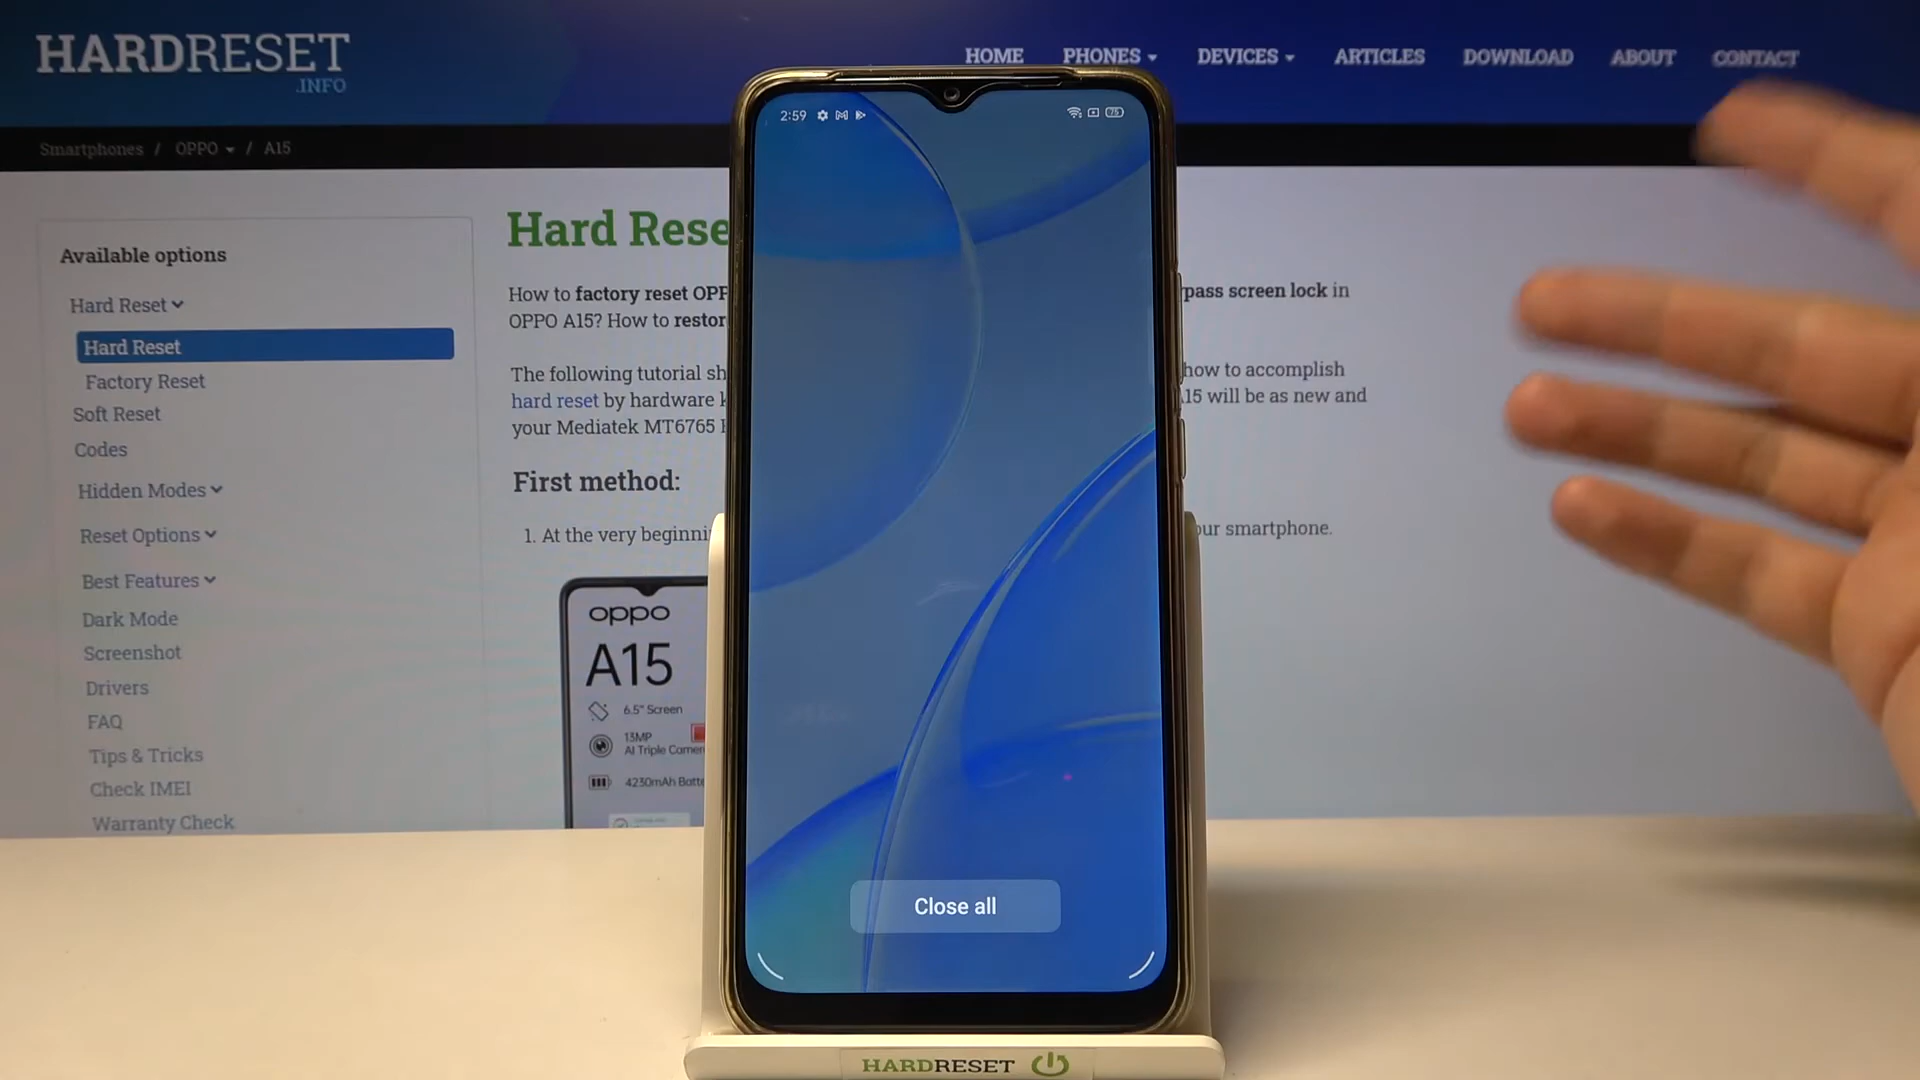 HARDRESET
.INFO
HOME PHONES DEVICES ARTICLES DOWNLOAD ABOUT CONTACT
Smartphones / OPPO / A15
Available options
Hard Reset
Hard Reset
Factory Reset
Soft Reset
Codes
Hidden Modes
Reset Options
Best Features
Dark Mode
Screenshot
Drivers
FAQ
Tips & Tricks
Check IMEI
Warranty Check
Hard Rese
How to factory reset OPP pass screen lock in
OPPO A15? How to restor
The following tutorial sh how to accomplish
hard reset by hardware k 15 will be as new and
your Mediatek MT6765
First method:
1. At the very beginni our smartphone.
oppo
A15
6.5" Screen
13MP
AI Triple Camer
4230mAh Batte
2:59
75
Close all
HARDRESET